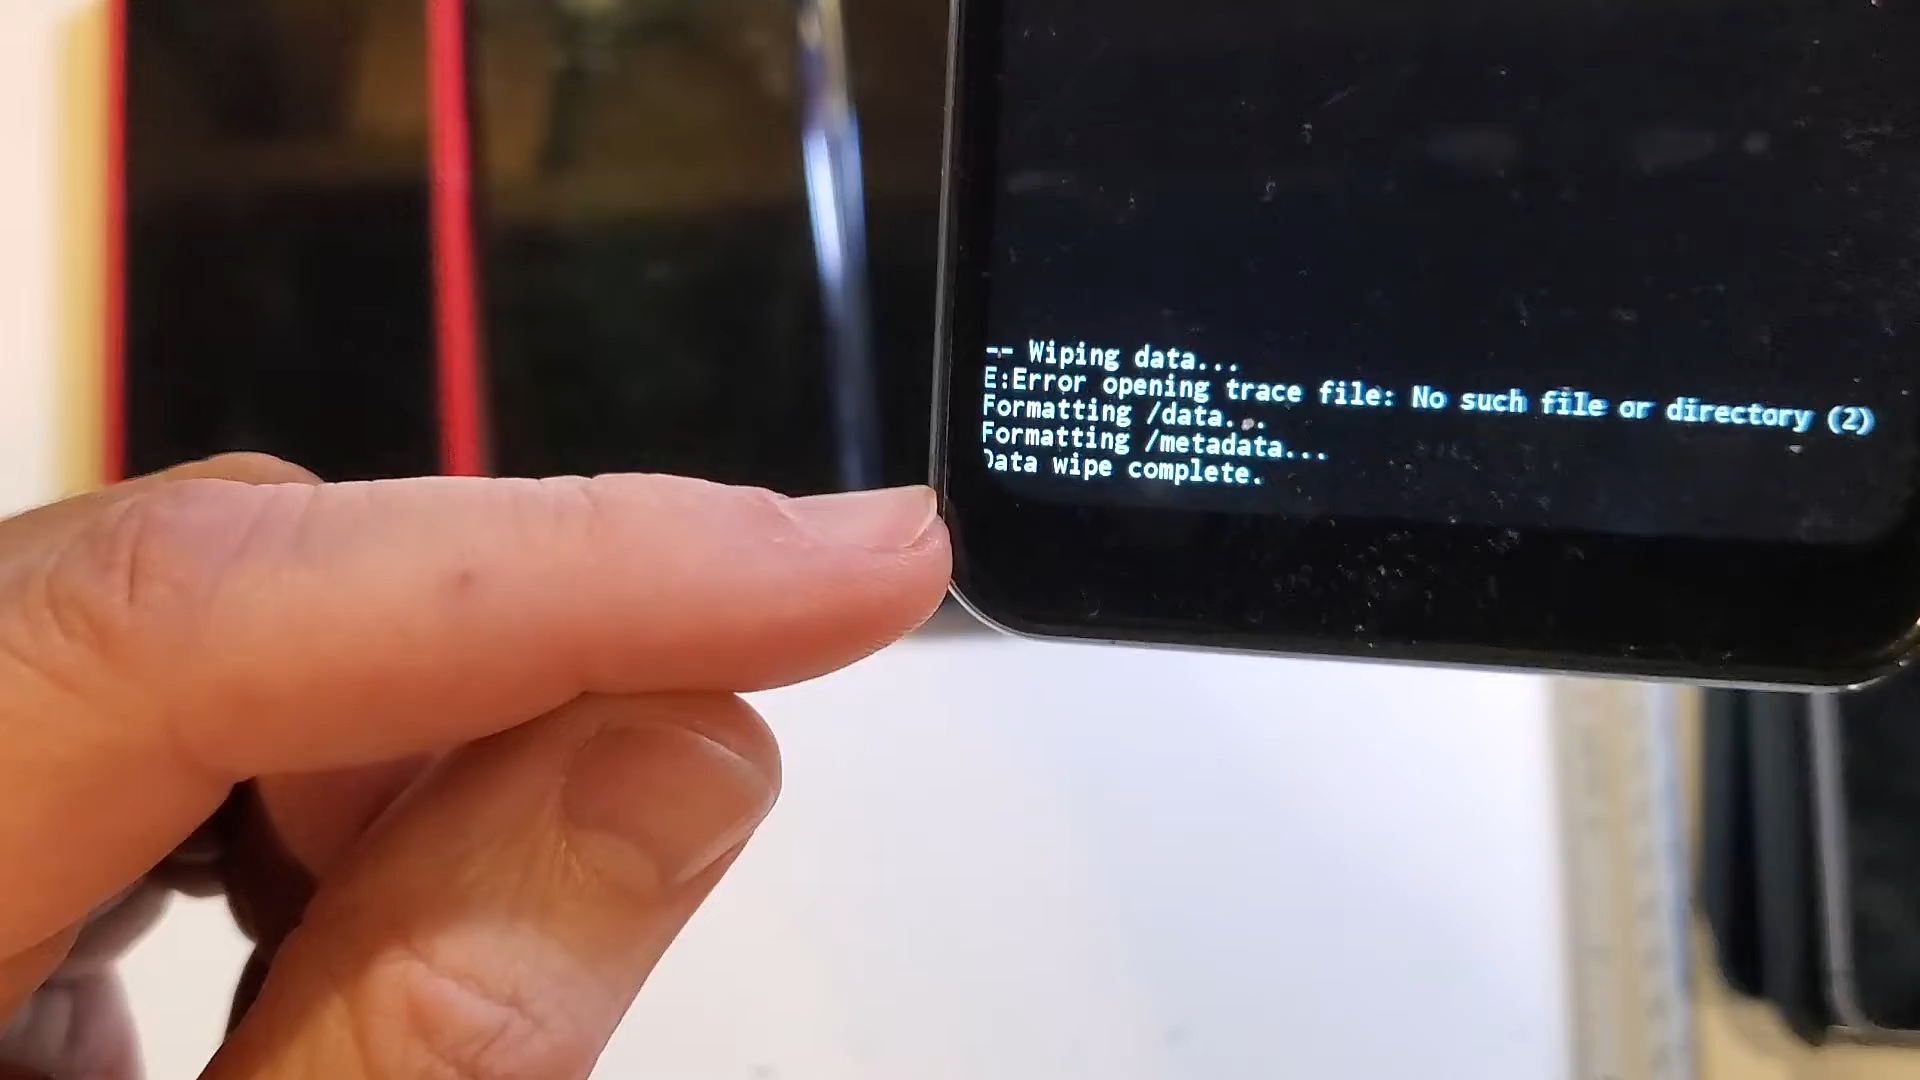 -- Wiping data...
E:Error opening trace file: No such file or directory (2)
Formatting /data...
Formatting /metadata...
Data wipe complete.